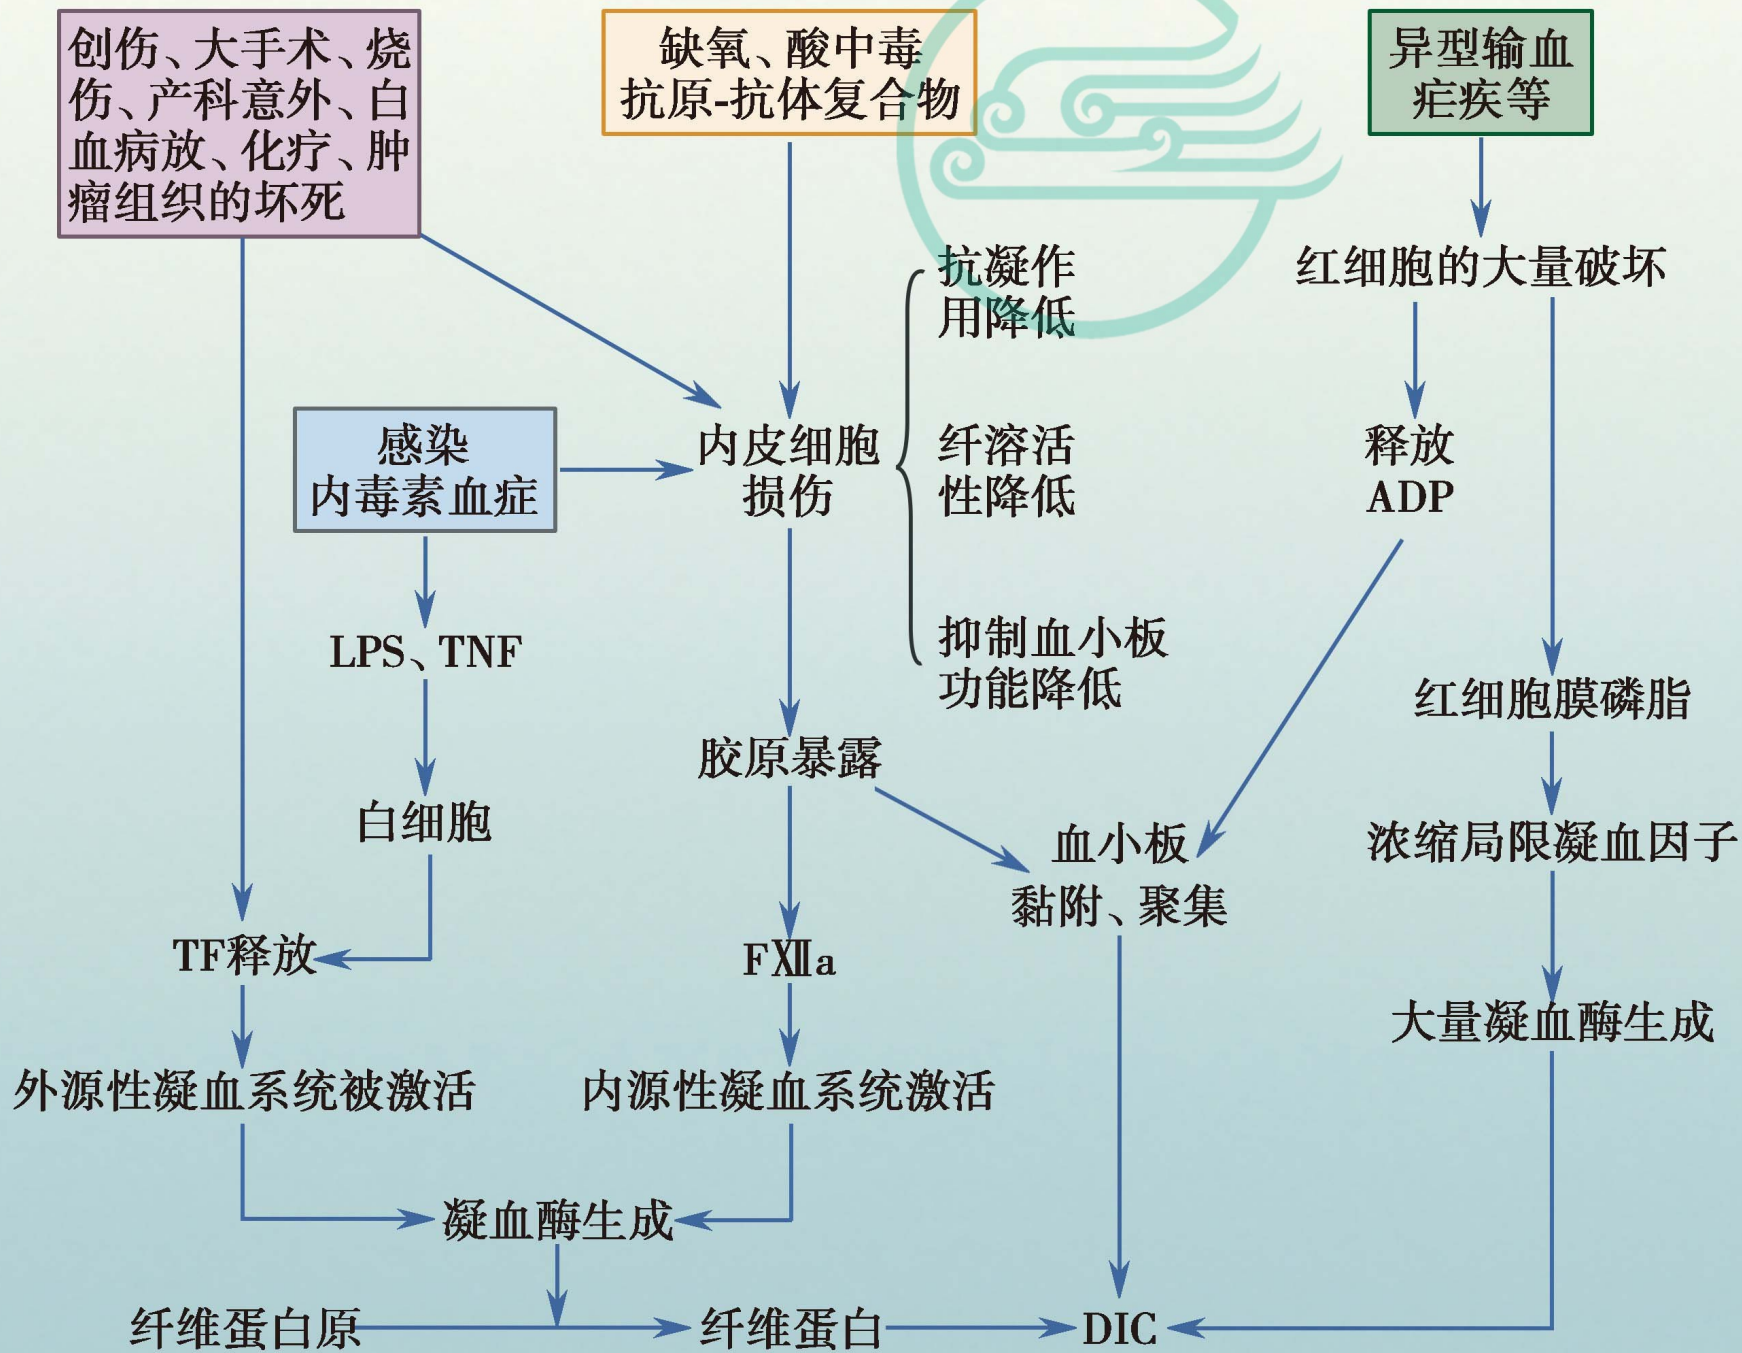 创伤、大手术、烧
伤、产科意外、白
血病放、化疗、肿
瘤组织的坏死
缺氧、酸中毒
抗原-抗体复合物
异型输血
疟疾等
红细胞的大量破坏
抗凝作
用降低
感染
内毒素血症
内皮细胞
损伤
纤溶活
性降低
释放
ADP
LPS、TNF
抑制血小板
功能降低
红细胞膜磷脂
胶原暴露
白细胞
血小板
黏附、聚集
浓缩局限凝血因子
TF释放
FⅫa
大量凝血酶生成
外源性凝血系统被激活
内源性凝血系统激活
凝血酶生成
纤维蛋白原
纤维蛋白
DIC